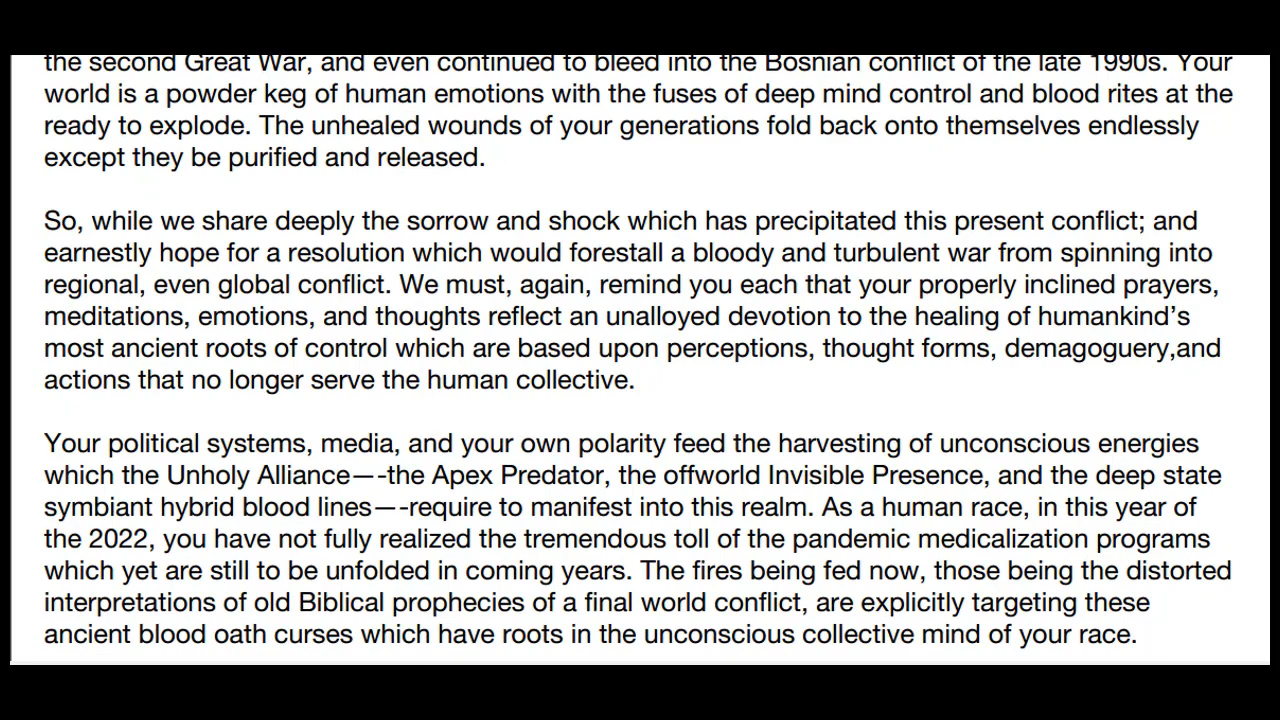 the second Great War, and even continued to bleed into the Bosnian conflict of the late 1990s. Your
world is a powder keg of human emotions with the fuses of deep mind control and blood rites at the
ready to explode. The unhealed wounds of your generations fold back onto themselves endlessly
except they be purified and released.
So, while we share deeply the sorrow and shock which has precipitated this present conflict; and
earnestly hope for a resolution which would forestall a bloody and turbulent war from spinning into
regional, even global conflict. We must, again, remind you each that your properly inclined prayers,
meditations, emotions, and thoughts reflect an unalloyed devotion to the healing of humankind’s
most ancient roots of control which are based upon perceptions, thought forms, demagoguery,and
actions that no longer serve the human collective.
Your political systems, media, and your own polarity feed the harvesting of unconscious energies
which the Unholy Alliance—-the Apex Predator, the offworld Invisible Presence, and the deep state
symbiant hybrid blood lines—-require to manifest into this realm. As a human race, in this year of
the 2022, you have not fully realized the tremendous toll of the pandemic medicalization programs
which yet are still to be unfolded in coming years. The fires being fed now, those being the distorted
interpretations of old Biblical prophecies of a final world conflict, are explicitly targeting these
ancient blood oath curses which have roots in the unconscious collective mind of your race.